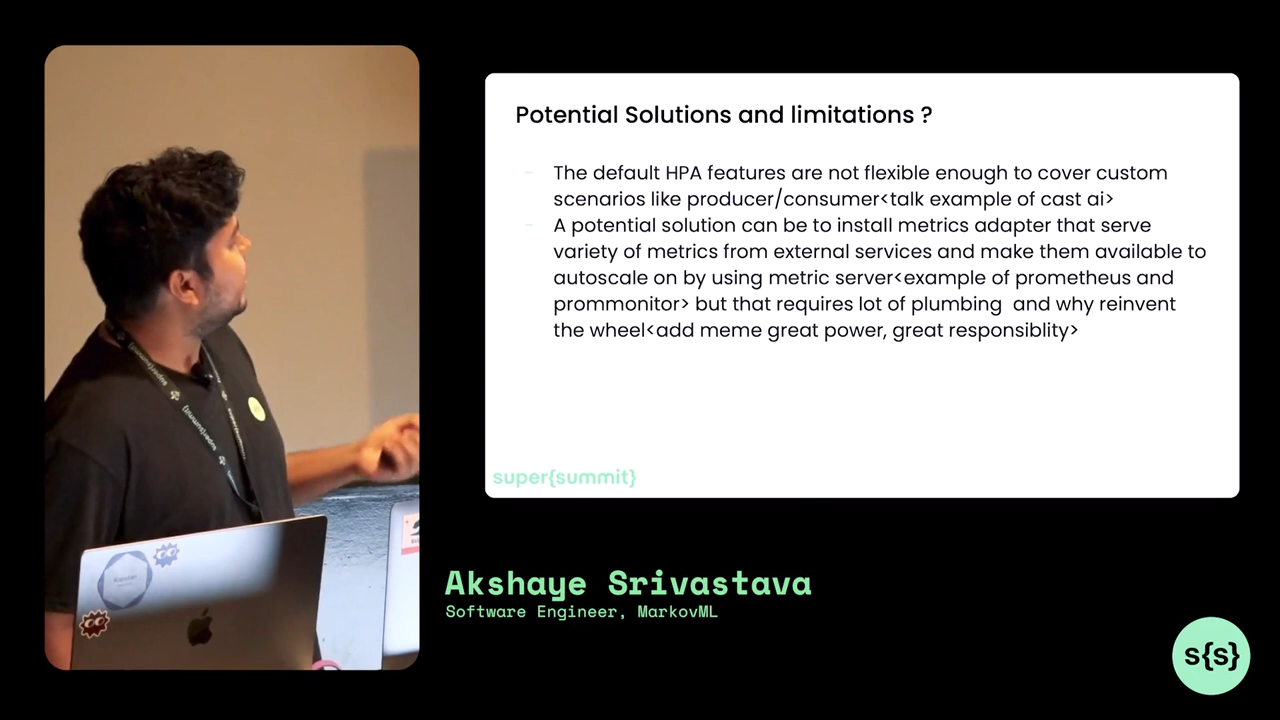 Potential Solutions and limitations ?
- The default HPA features are not flexible enough to cover custom
scenarios like producer/consumer<talk example of cast ai>
- A potential solution can be to install metrics adapter that serve
variety of metrics from external services and make them available to
autoscale on by using metric server<example of prometheus and
prommonitor> but that requires lot of plumbing  and why reinvent
the wheel<add meme great power, great responsiblity>
super{summit}
Akshaye Srivastava
Software Engineer, MarkovML
s{s}